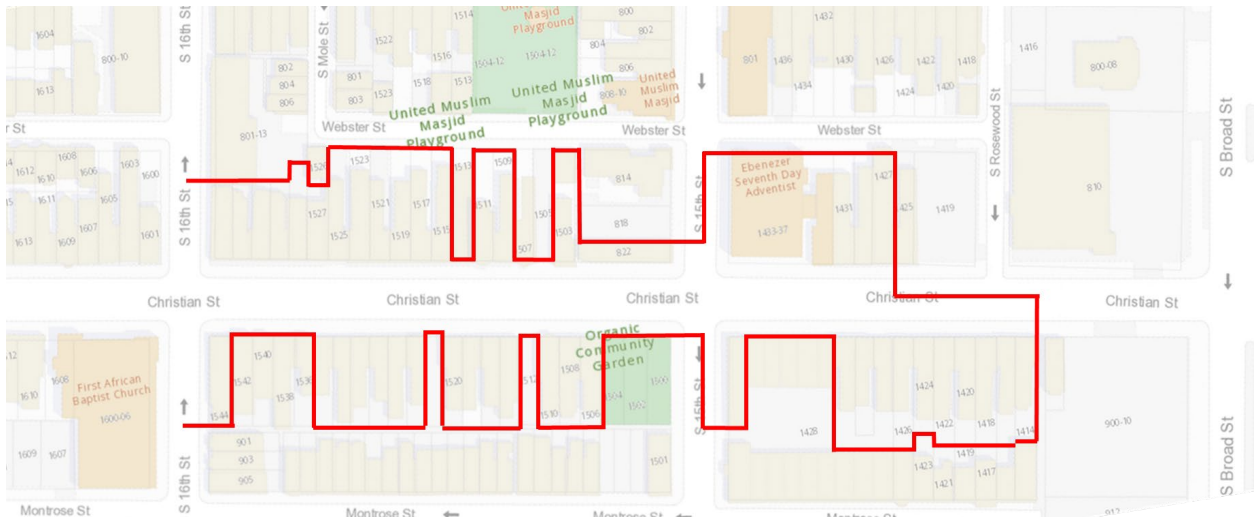 1604
800-10
1613
S 16th St
802
804
806
801-13
S Mole St
1514
1522
1516
801
803
1523
1518
1513
1504-12
1504-12
United Muslim
Masjid
Playground
United Muslim
Masjid
Playground
Masjid
Playground
800
802
804
806
808-10
United
Muslim
Masjid
801
1436
1434
1432
1430
1426
1424
1422
1420
1418
1416
800-08
S Rosewood St
S Broad St
Webster St
Webster St
Webster St
1612
1610
1608
1606
1603
1600
1611
1605
1607
1613
1609
1601
S 16th St
1523
1527
1525
1521
1519
1517
1513
1509
1503
814
818
822
S 15th St
Ebenezer
Seventh Day
Adventist
1433-37
1431
1427
1419
810
Christian St
Christian St
Christian St
Christian St
Christian St
1608
1610
First African
Baptist Church
1600-06
1609
1607
S 16th St
1544
1542
1540
1538
901
903
905
1520
1510
1508
1506
Organic
Community
Garden
1504
1502
1500
1501
S 15th St
1428
1426
1424
1422
1420
1418
1414
1423
1421
1419
1417
900-10
912
S Broad St
Montrose St
Montrose St
Montrose St
Montrose St